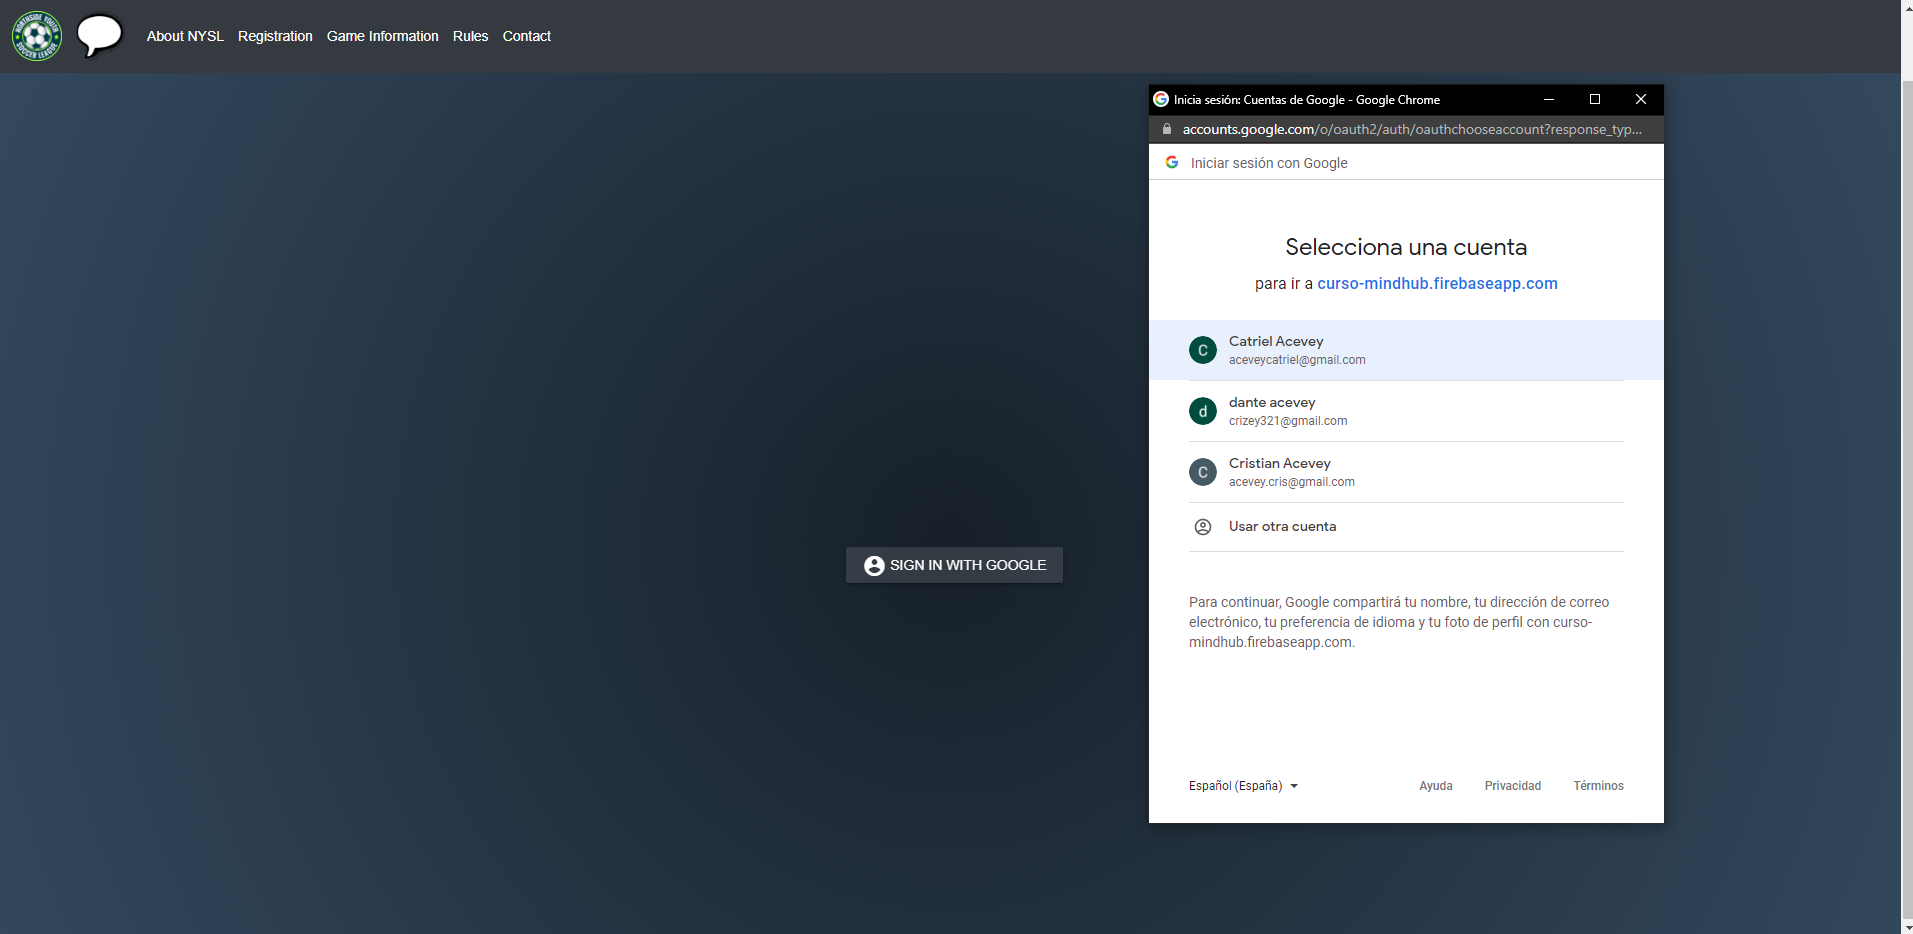 NORTHSIDE YOUTH
SOCCER LEAGUE
About NYSL Registration Game Information Rules Contact
Inicia sesión: Cuentas de Google - Google Chrome
accounts.google.com/o/oauth2/auth/oauthchooseaccount?response_typ...
Iniciar sesión con Google
Selecciona una cuenta
para ir a curso-mindhub.firebaseapp.com
C
Catriel Acevey
aceveycatriel@gmail.com
d
dante acevey
crizey321@gmail.com
C
Cristian Acevey
acevey.cris@gmail.com
Usar otra cuenta
SIGN IN WITH GOOGLE
Para continuar, Google compartirá tu nombre, tu dirección de correo
electrónico, tu preferencia de idioma y tu foto de perfil con curso-
mindhub.firebaseapp.com.
Español (España) Ayuda Privacidad Términos